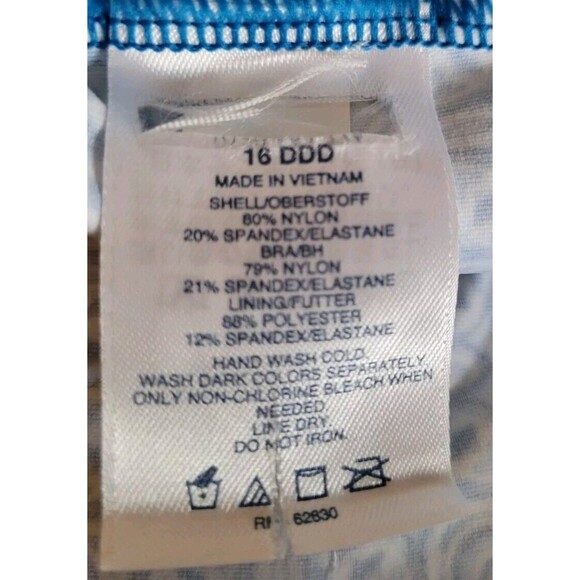 16 DDD
MADE IN VIETNAM
SHELL/OBERSTOFF
80% NYLON
20% SPANDEX/ELASTANE
BRA/BH
79% NYLON
21% SPANDEX/ELASTANE
LINING/FUTTER
88% POLYESTER
12% SPANDEX/ELASTANE
HAND WASH COLD.
WASH DARK COLORS SEPARATELY.
ONLY NON-CHLORINE BLEACH WHEN
NEEDED.
LINE DRY.
DO NOT IRON.
62630